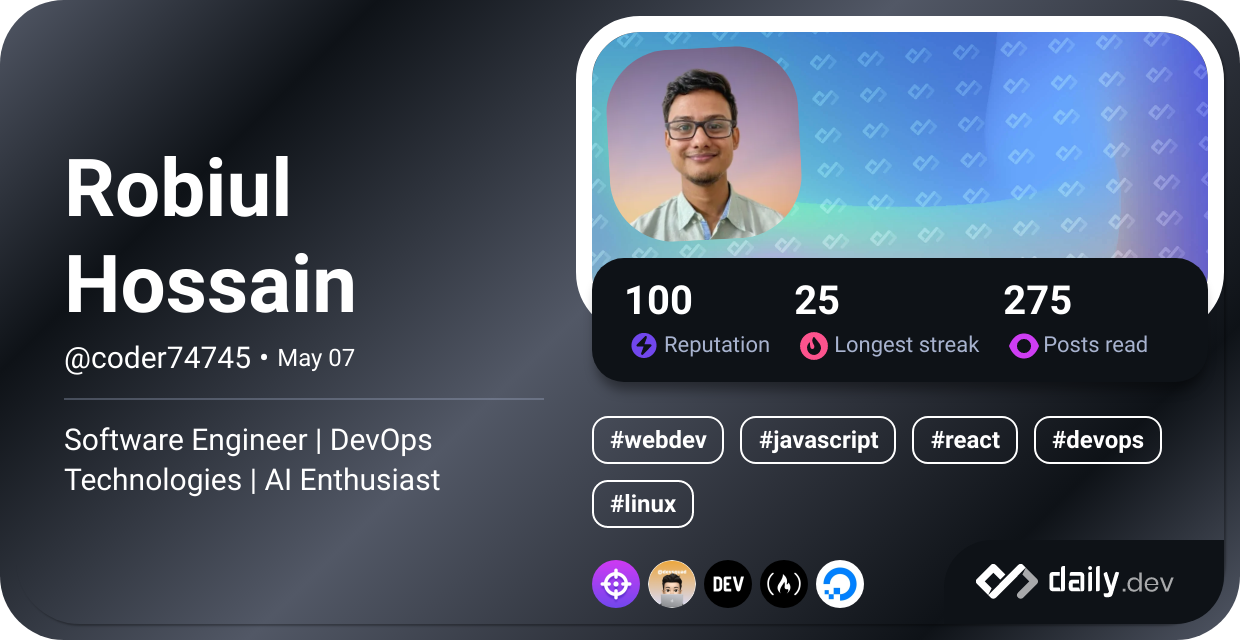 Robiul
Hossain
@coder74745 • May 07
Software Engineer | DevOps
Technologies | AI Enthusiast
100 25 275
Reputation Longest streak Posts read
#webdev #javascript #react #devops
#linux
DEV
daily.dev